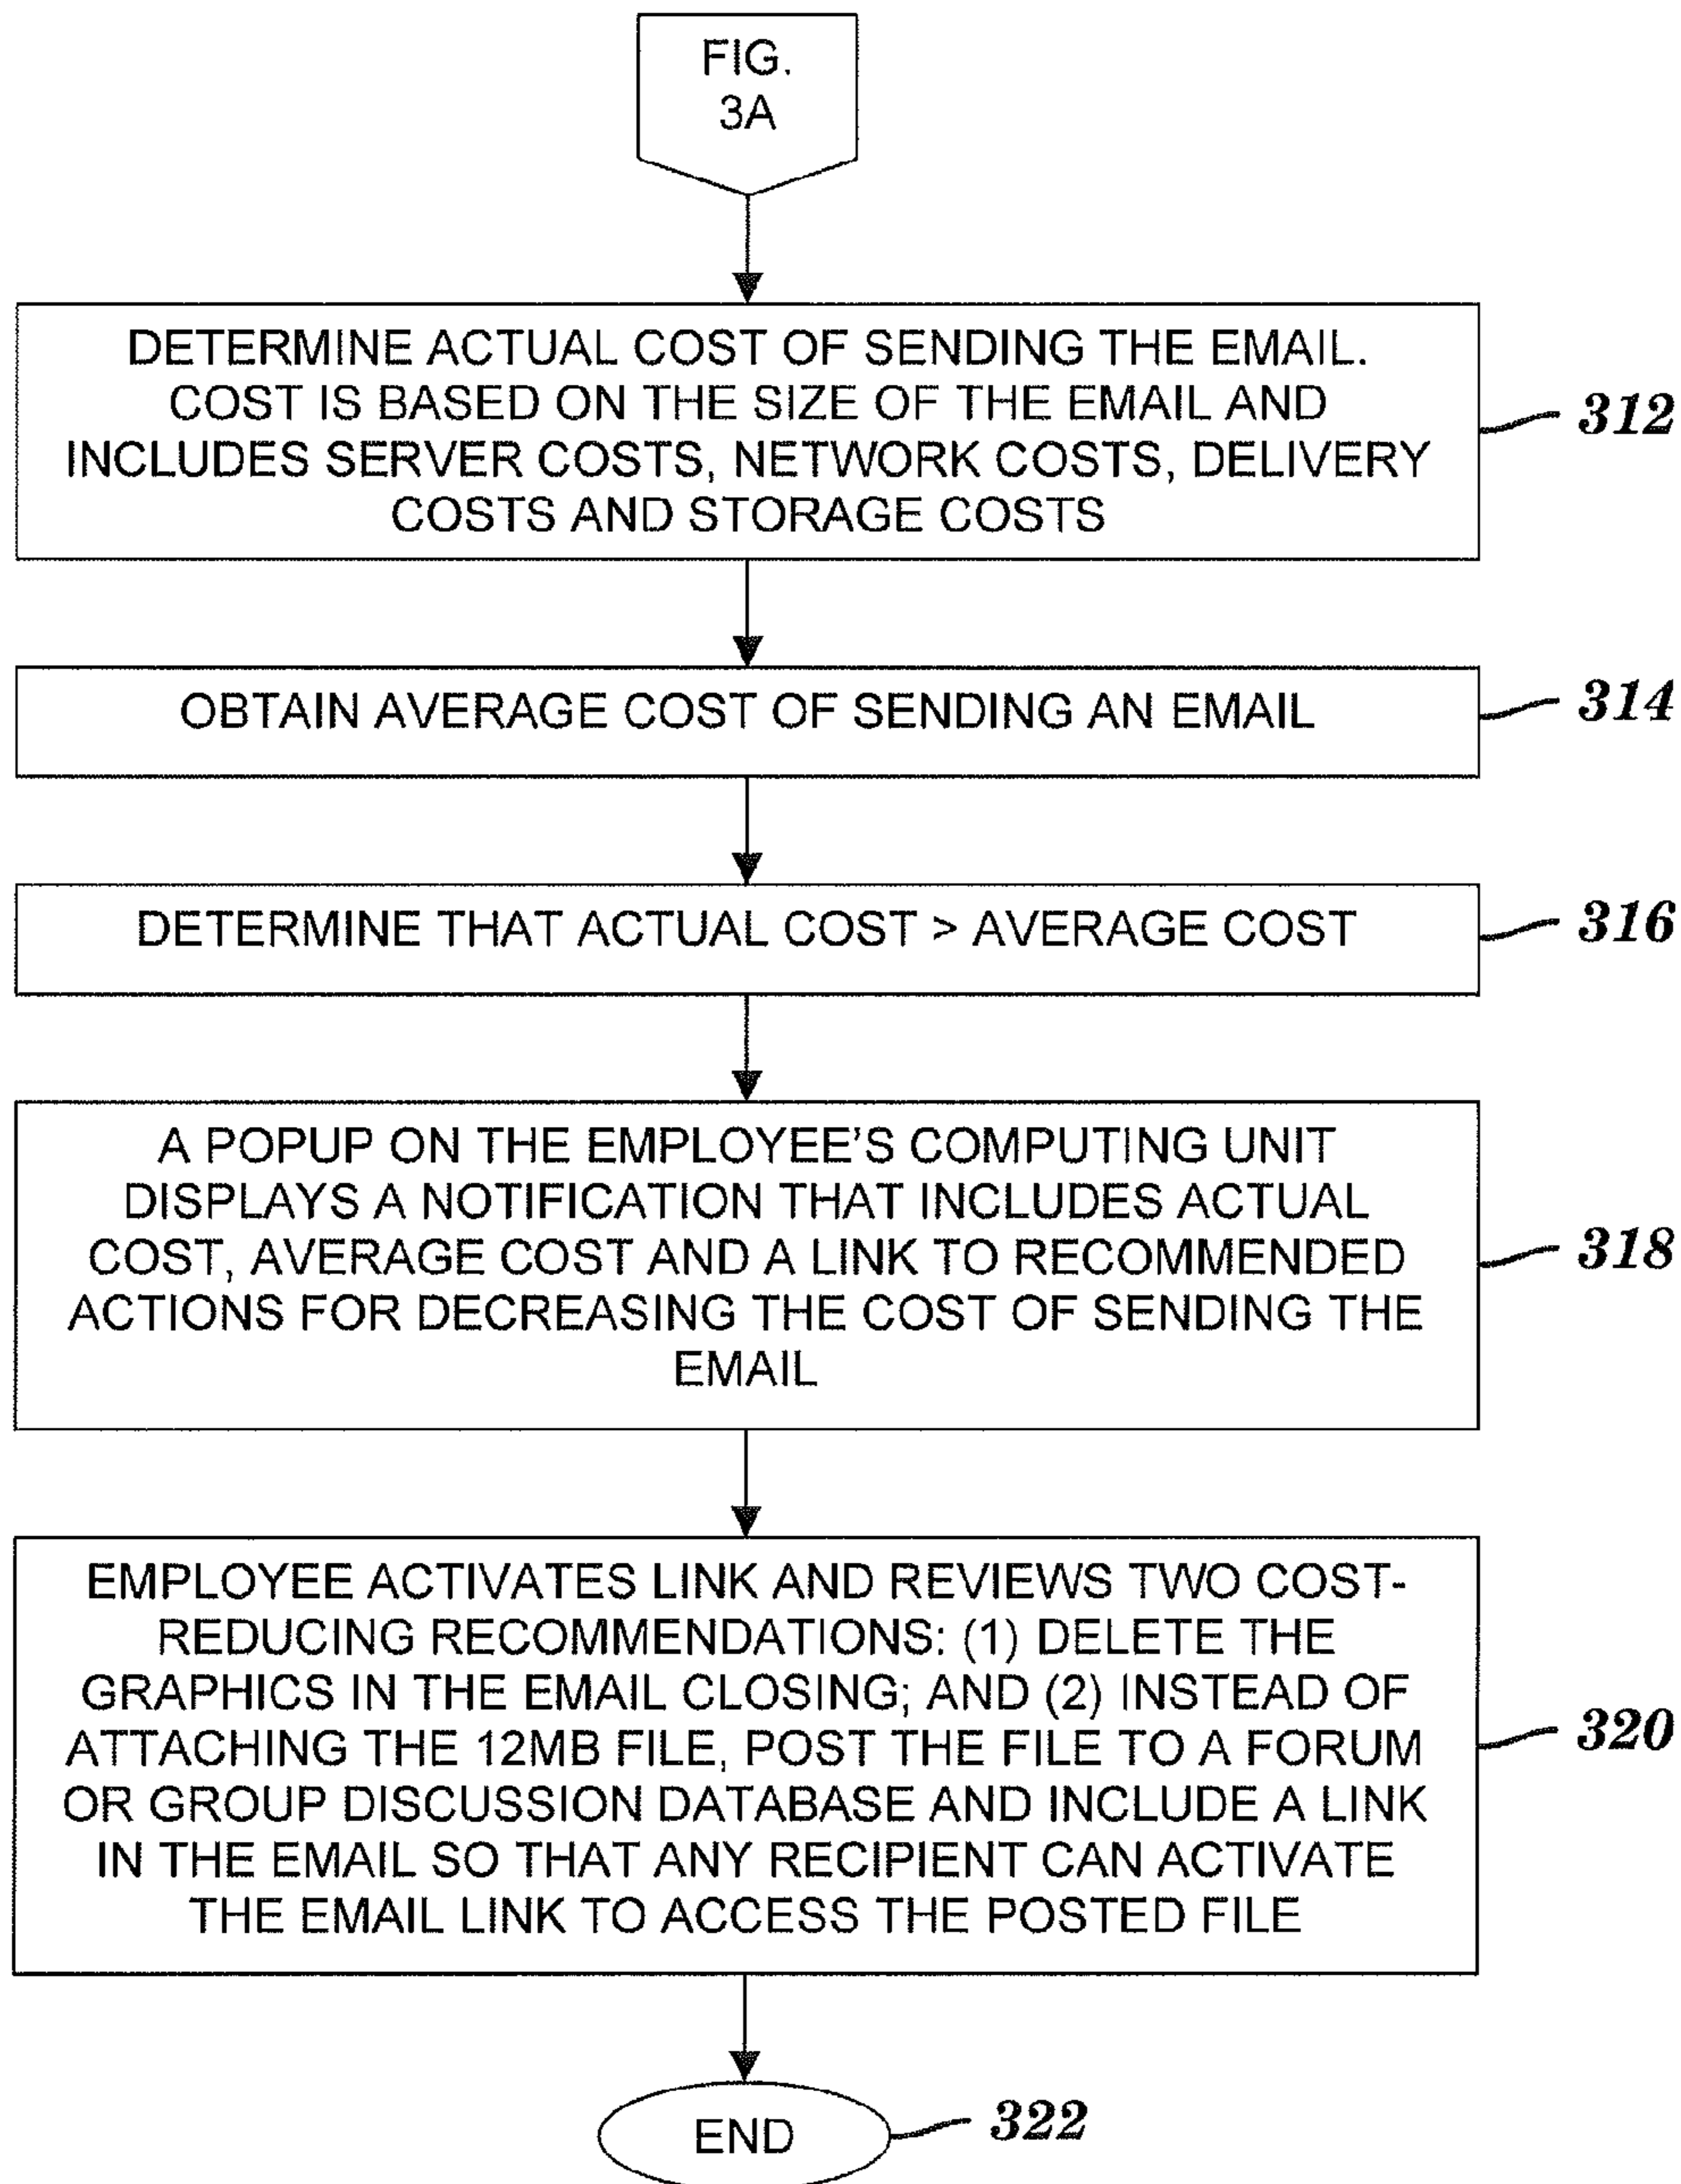 FIG.
3A
DETERMINE ACTUAL COST OF SENDING THE EMAIL.
COST IS BASED ON THE SIZE OF THE EMAIL AND
INCLUDES SERVER COSTS, NETWORK COSTS, DELIVERY
COSTS AND STORAGE COSTS
312
OBTAIN AVERAGE COST OF SENDING AN EMAIL
314
DETERMINE THAT ACTUAL COST > AVERAGE COST
316
A POPUP ON THE EMPLOYEE'S COMPUTING UNIT
DISPLAYS A NOTIFICATION THAT INCLUDES ACTUAL
COST, AVERAGE COST AND A LINK TO RECOMMENDED
ACTIONS FOR DECREASING THE COST OF SENDING THE
EMAIL
318
EMPLOYEE ACTIVATES LINK AND REVIEWS TWO COST-
REDUCING RECOMMENDATIONS: (1) DELETE THE
GRAPHICS IN THE EMAIL CLOSING; AND (2) INSTEAD OF
ATTACHING THE 12MB FILE, POST THE FILE TO A FORUM
OR GROUP DISCUSSION DATABASE AND INCLUDE A LINK
IN THE EMAIL SO THAT ANY RECIPIENT CAN ACTIVATE
THE EMAIL LINK TO ACCESS THE POSTED FILE
320
END
322